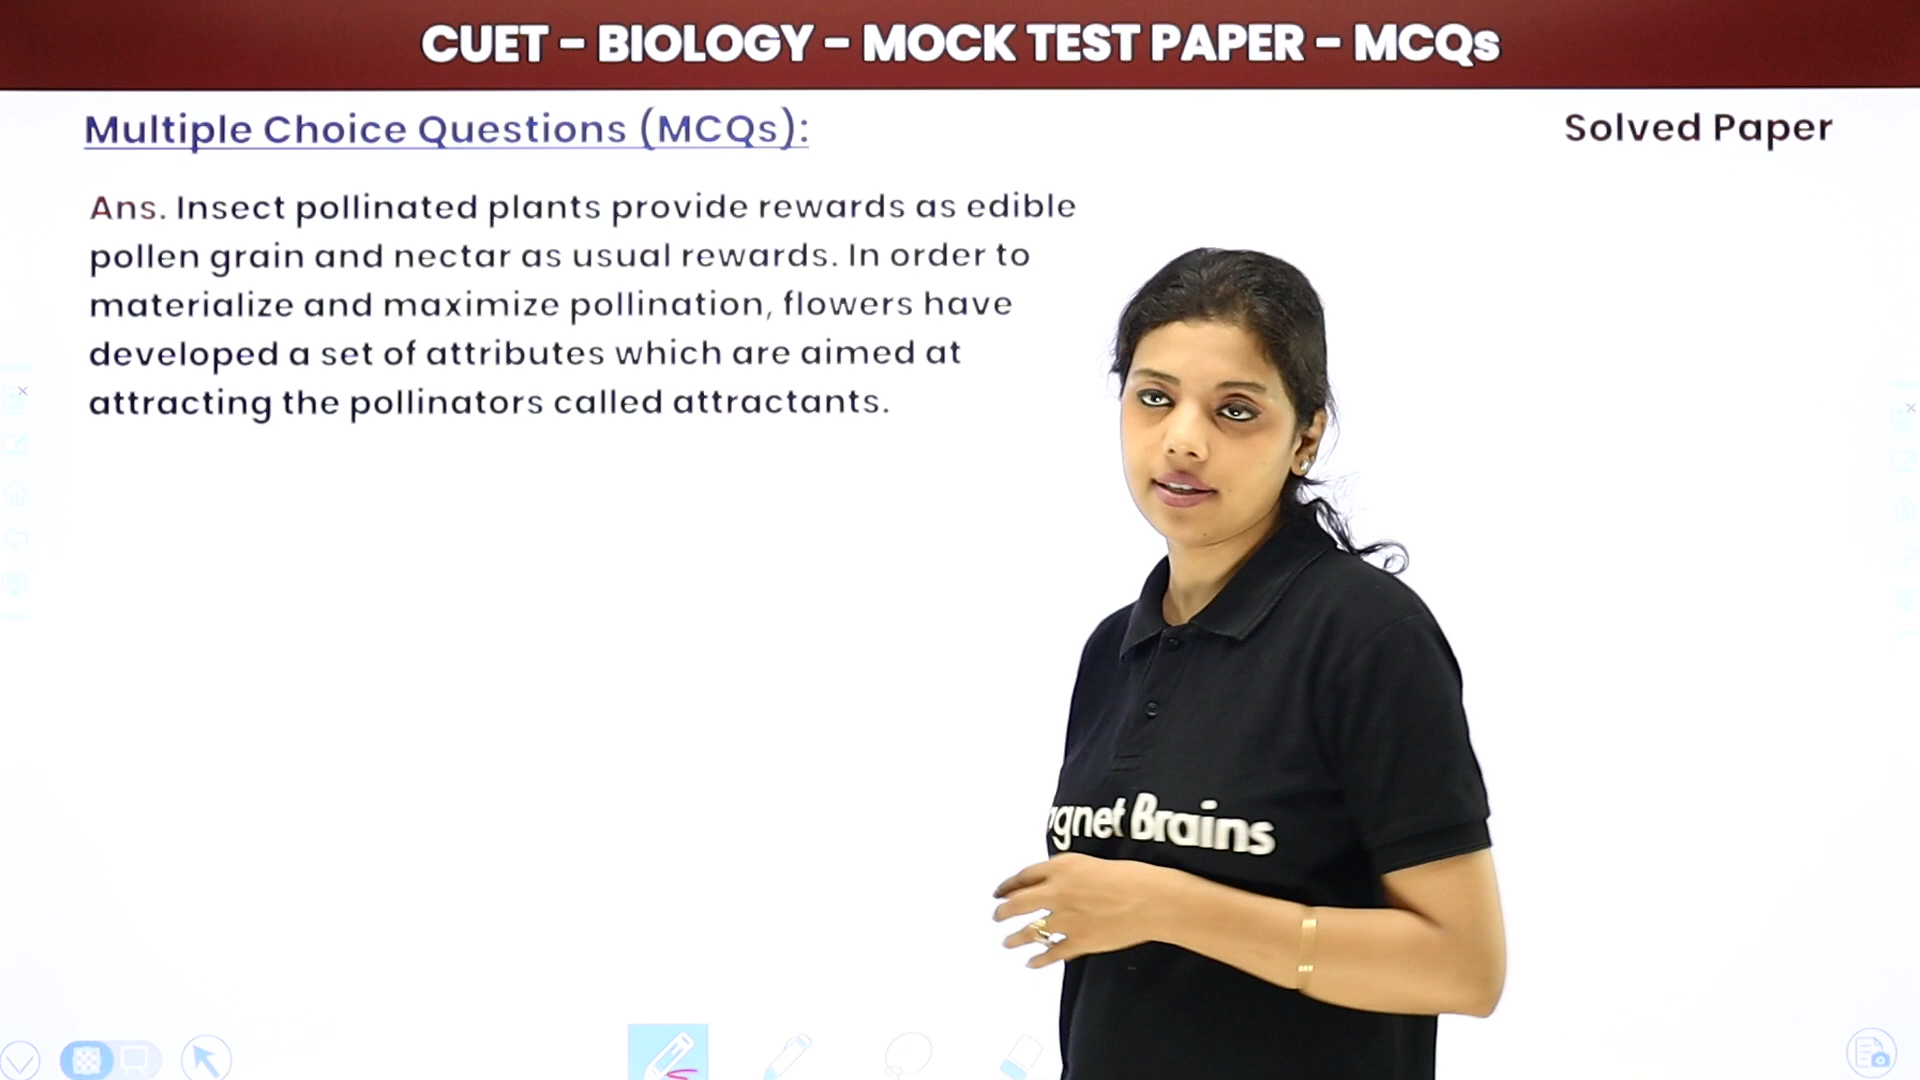 CUET - BIOLOGY - MOCK TEST PAPER - MCQs
Multiple Choice Questions (MCQs):
Solved Paper
Ans. Insect pollinated plants provide rewards as edible
pollen grain and nectar as usual rewards. In order to
materialize and maximize pollination, flowers have
developed a set of attributes which are aimed at
attracting the pollinators called attractants.
gnet Brains